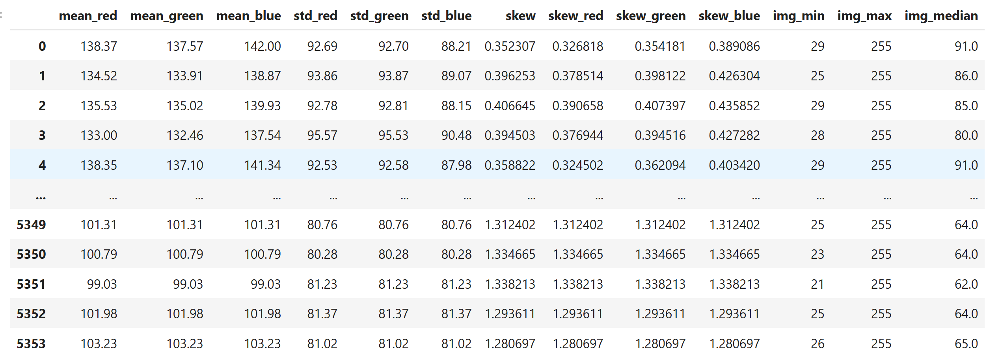 mean_red mean_green mean_blue std_red std_green std_blue skew skew_red skew_green skew_blue img_min img_max img_median
0 138.37 137.57 142.00 92.69 92.70 88.21 0.352307 0.326818 0.354181 0.389086 29 255 91.0
1 134.52 133.91 138.87 93.86 93.87 89.07 0.396253 0.378514 0.398122 0.426304 25 255 86.0
2 135.53 135.02 139.93 92.78 92.81 88.15 0.406645 0.390658 0.407397 0.435852 29 255 85.0
3 133.00 132.46 137.54 95.57 95.53 90.48 0.394503 0.376944 0.394516 0.427282 28 255 80.0
4 138.35 137.10 141.34 92.53 92.58 87.98 0.358822 0.324502 0.362094 0.403420 29 255 91.0
... ... ... ... ... ... ... ... ... ... ... ... ... ...
5349 101.31 101.31 101.31 80.76 80.76 80.76 1.312402 1.312402 1.312402 1.312402 25 255 64.0
5350 100.79 100.79 100.79 80.28 80.28 80.28 1.334665 1.334665 1.334665 1.334665 23 255 64.0
5351 99.03 99.03 99.03 81.23 81.23 81.23 1.338213 1.338213 1.338213 1.338213 21 255 62.0
5352 101.98 101.98 101.98 81.37 81.37 81.37 1.293611 1.293611 1.293611 1.293611 25 255 64.0
5353 103.23 103.23 103.23 81.02 81.02 81.02 1.280697 1.280697 1.280697 1.280697 26 255 65.0